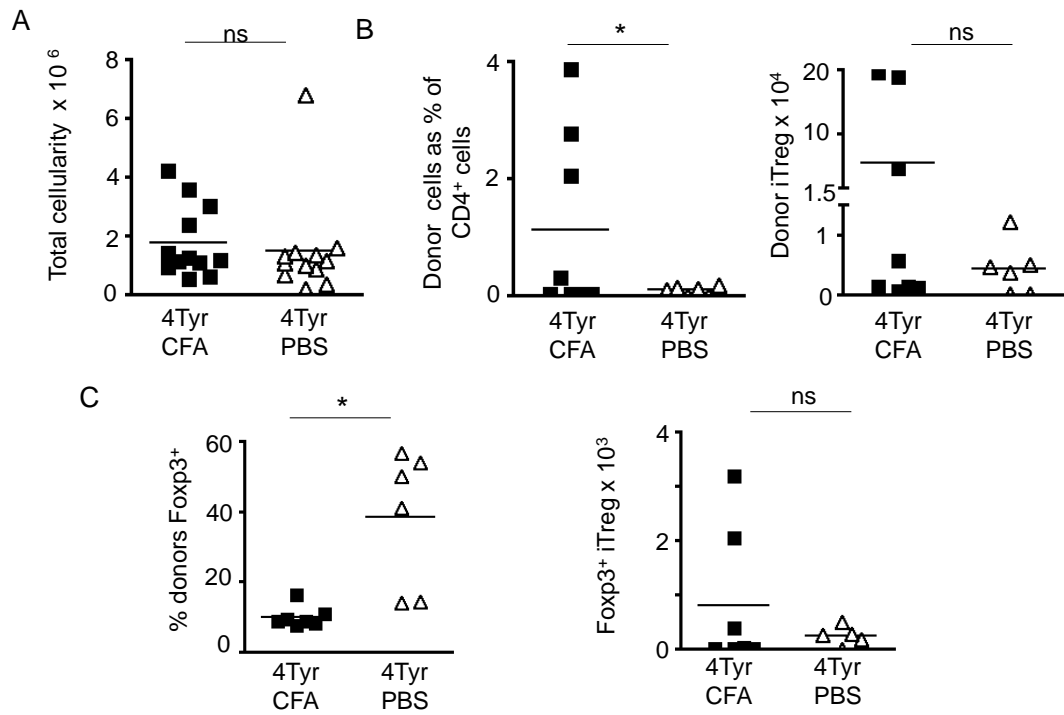 A
ns
Total cellularity x 10 6
8
6
4
2
0
4Tyr
CFA
4Tyr
PBS
B
*
Donor cells as % of
CD4+ cells
4
2
0
4Tyr
CFA
4Tyr
PBS
ns
Donor iTreg x 10⁴
20
10
1.5
1
0
4Tyr
CFA
4Tyr
PBS
C
*
% donors Foxp3⁺
60
40
20
0
4Tyr
CFA
4Tyr
PBS
ns
Foxp3⁺ iTreg x 10³
4
2
0
4Tyr
CFA
4Tyr
PBS